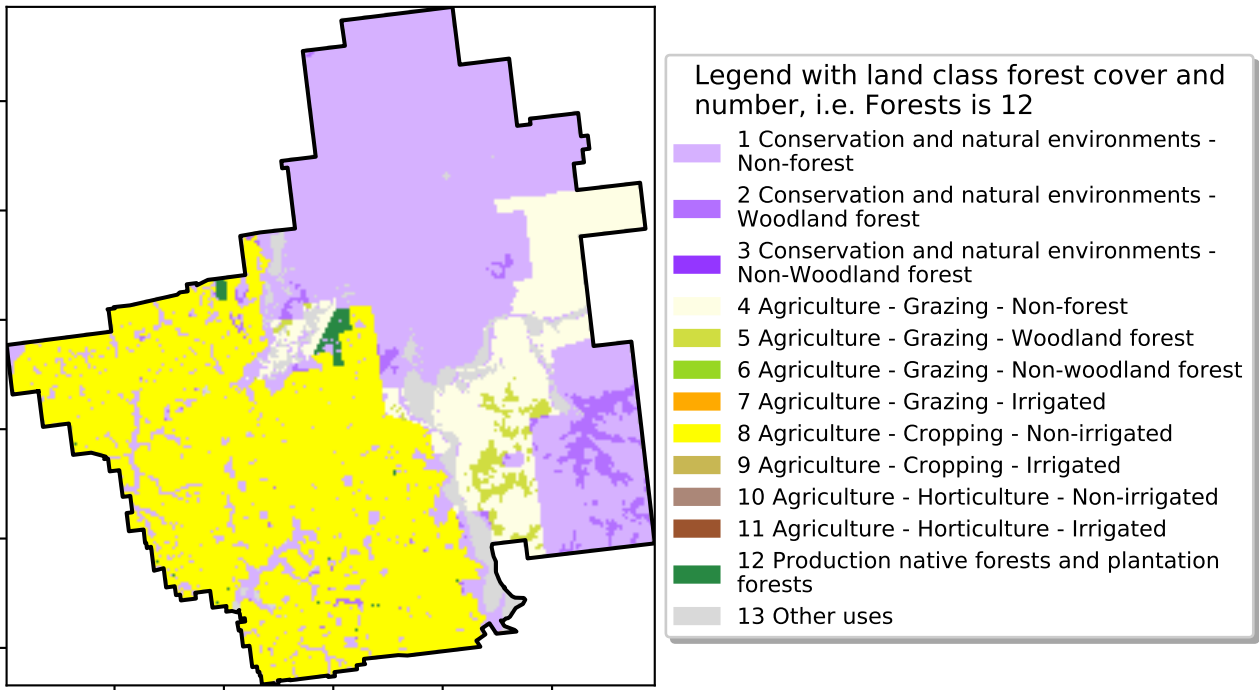 Legend with land class forest cover and
number, i.e. Forests is 12
1 Conservation and natural environments -
Non-forest
2 Conservation and natural environments -
Woodland forest
3 Conservation and natural environments -
Non-Woodland forest
4 Agriculture - Grazing - Non-forest
5 Agriculture - Grazing - Woodland forest
6 Agriculture - Grazing - Non-woodland forest
7 Agriculture - Grazing - Irrigated
8 Agriculture - Cropping - Non-irrigated
9 Agriculture - Cropping - Irrigated
10 Agriculture - Horticulture - Non-irrigated
11 Agriculture - Horticulture - Irrigated
12 Production native forests and plantation
forests
13 Other uses